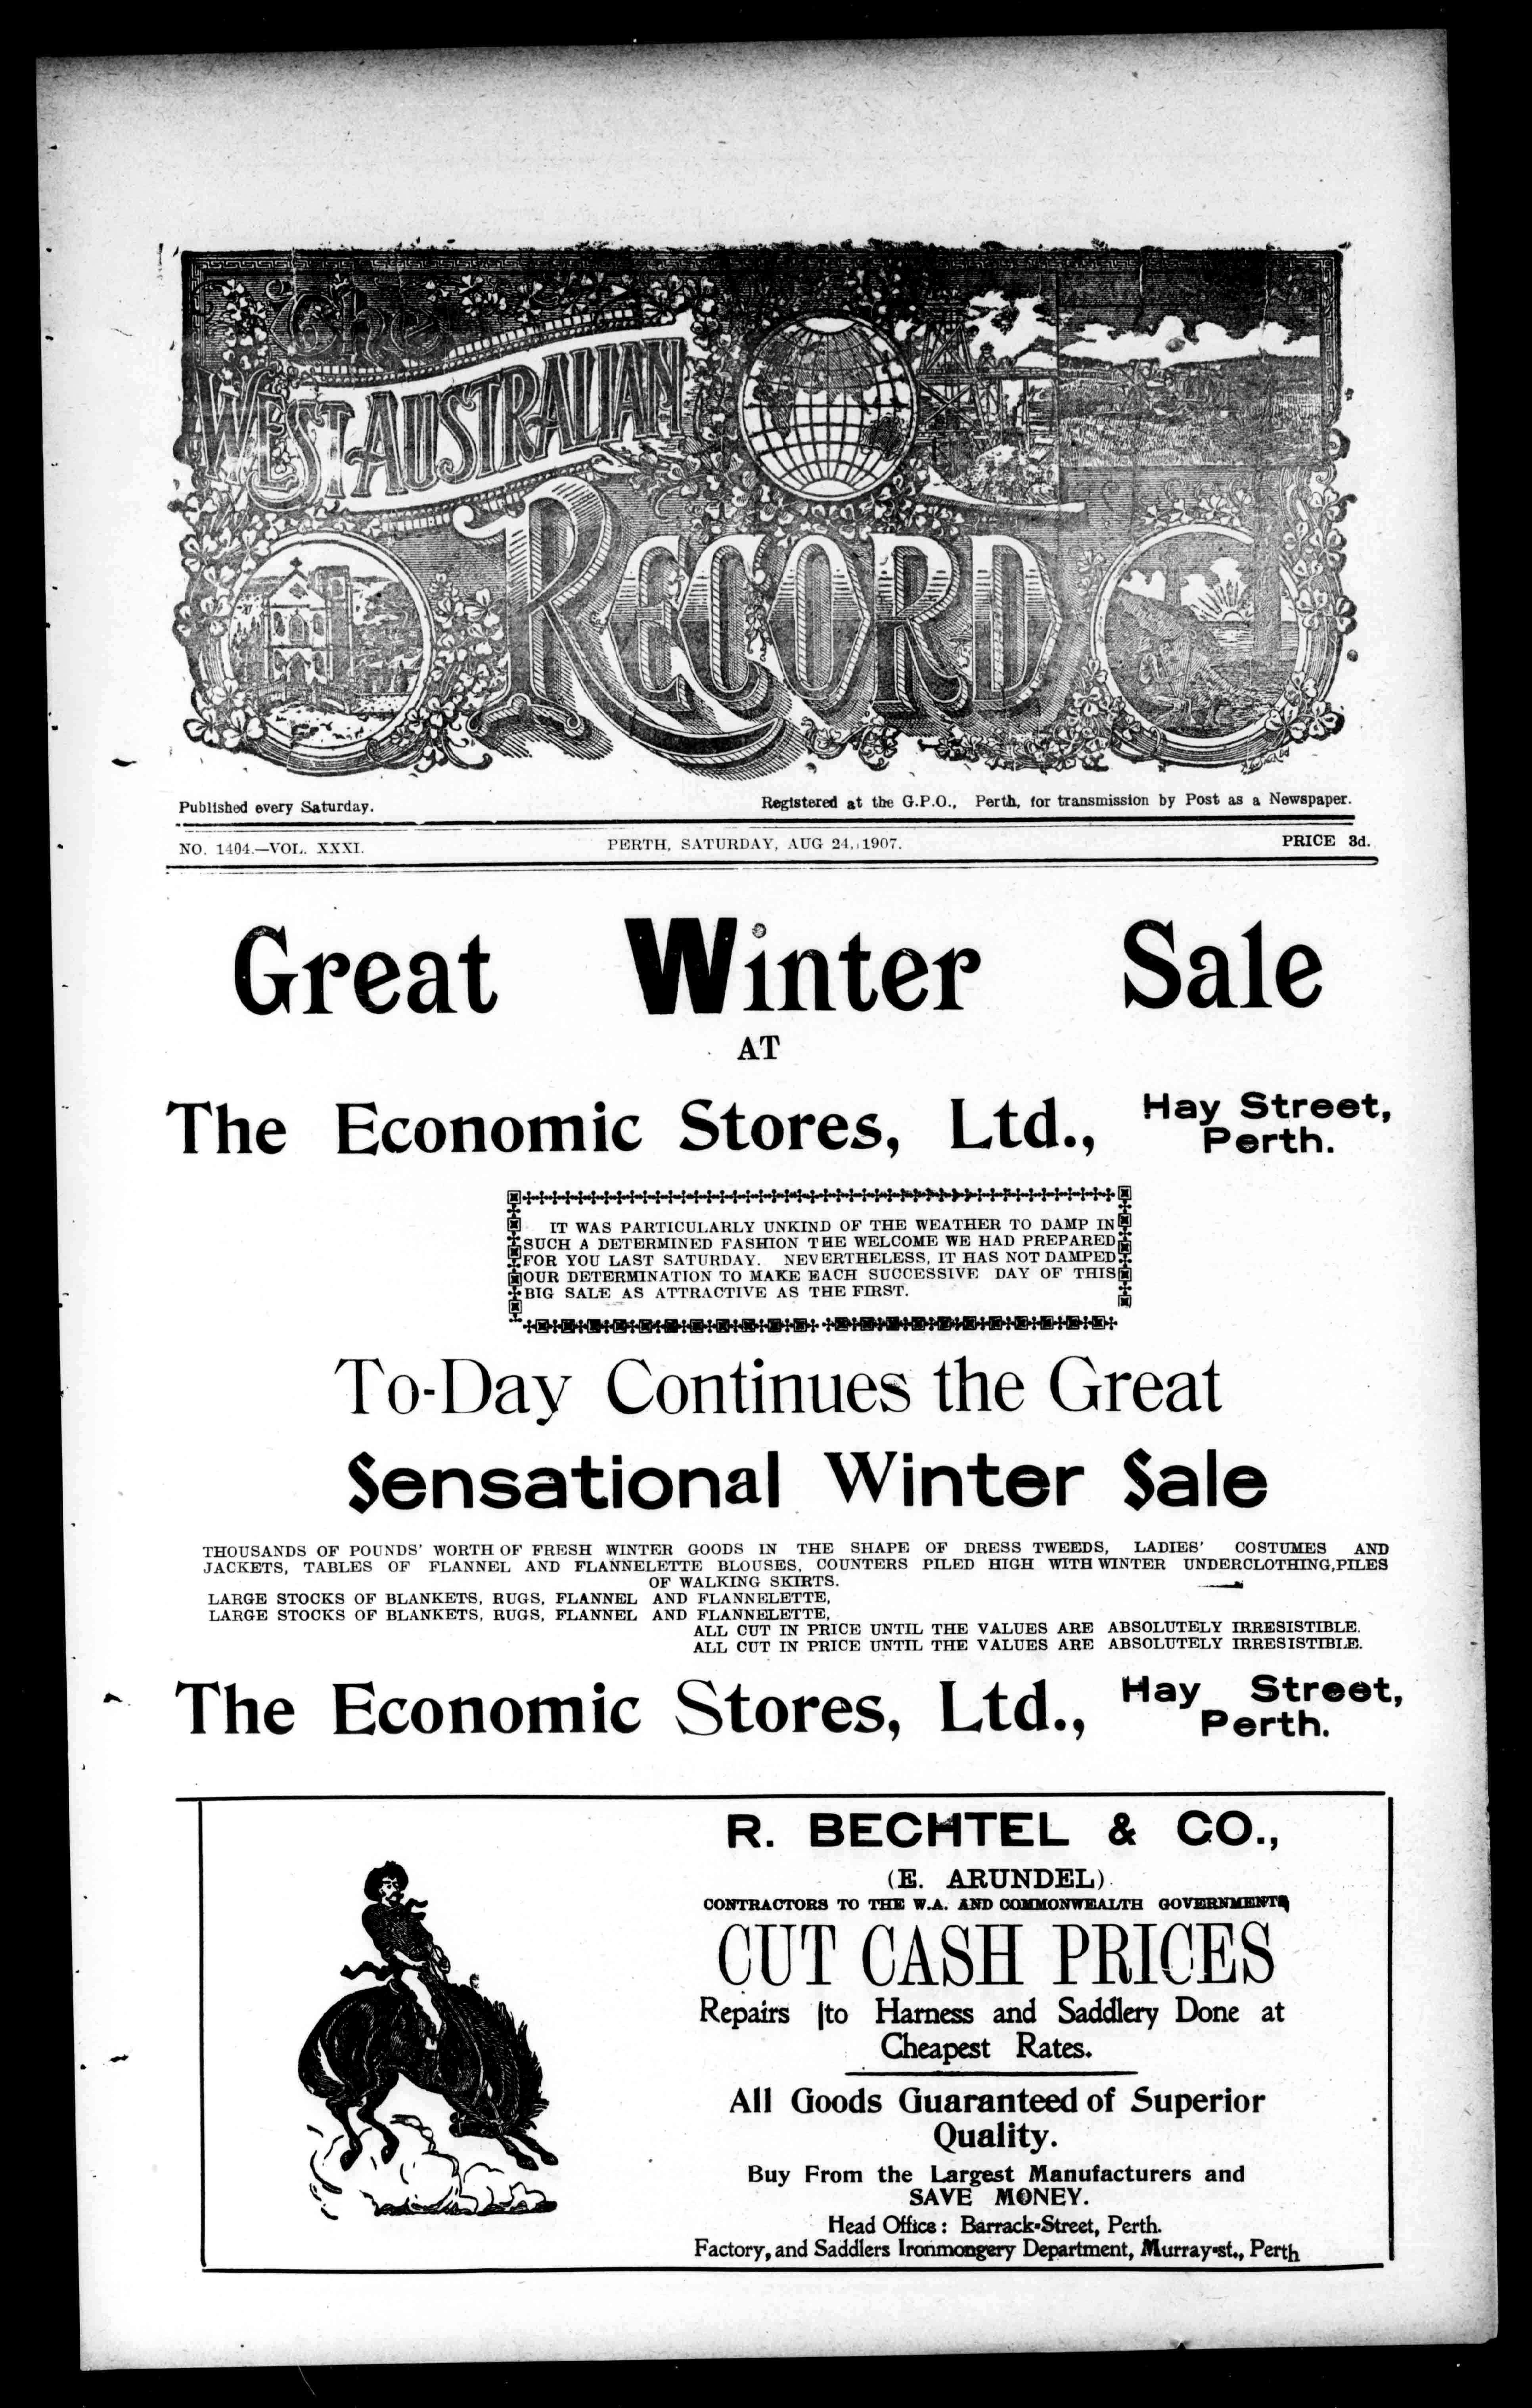 The
WEST AUSTRALIAN
RECORD
Published every Saturday.
Registered at the G.P.O., Perth, for transmission by Post as a Newspaper.
NO. 1404.—VOL. XXXI.
PERTH, SATURDAY, AUG 24, 1907.
PRICE 3d.
Great Winter Sale
AT
The Economic Stores, Ltd., Hay Street,
Perth.
IT WAS PARTICULARLY UNKIND OF THE WEATHER TO DAMP IN
SUCH A DETERMINED FASHION THE WELCOME WE HAD PREPARED
FOR YOU LAST SATURDAY. NEVERTHELESS, IT HAS NOT DAMPED
OUR DETERMINATION TO MAKE EACH SUCCESSIVE DAY OF THIS
BIG SALE AS ATTRACTIVE AS THE FIRST.
To-Day Continues the Great
Sensational Winter Sale
THOUSANDS OF POUNDS' WORTH OF FRESH WINTER GOODS IN THE SHAPE OF DRESS TWEEDS, LADIES' COSTUMES AND
JACKETS, TABLES OF FLANNEL AND FLANNELETTE BLOUSES, COUNTERS PILED HIGH WITH WINTER UNDERCLOTHING, PILES
OF WALKING SKIRTS.
LARGE STOCKS OF BLANKETS, RUGS, FLANNEL AND FLANNELETTE,
LARGE STOCKS OF BLANKETS, RUGS, FLANNEL AND FLANNELETTE,
ALL CUT IN PRICE UNTIL THE VALUES ARE ABSOLUTELY IRRESISTIBLE.
ALL CUT IN PRICE UNTIL THE VALUES ARE ABSOLUTELY IRRESISTIBLE.
The Economic Stores, Ltd., Hay Street,
Perth.
R. BECHTEL & CO.,
(E. ARUNDEL)
CONTRACTORS TO THE W.A. AND COMMONWEALTH GOVERNMENTS
CUT CASH PRICES
Repairs to Harness and Saddlery Done at
Cheapest Rates.
All Goods Guaranteed of Superior
Quality.
Buy From the Largest Manufacturers and
SAVE MONEY.
Head Office: Barrack-Street, Perth.
Factory, and Saddlers Ironmongery Department, Murray-st., Perth